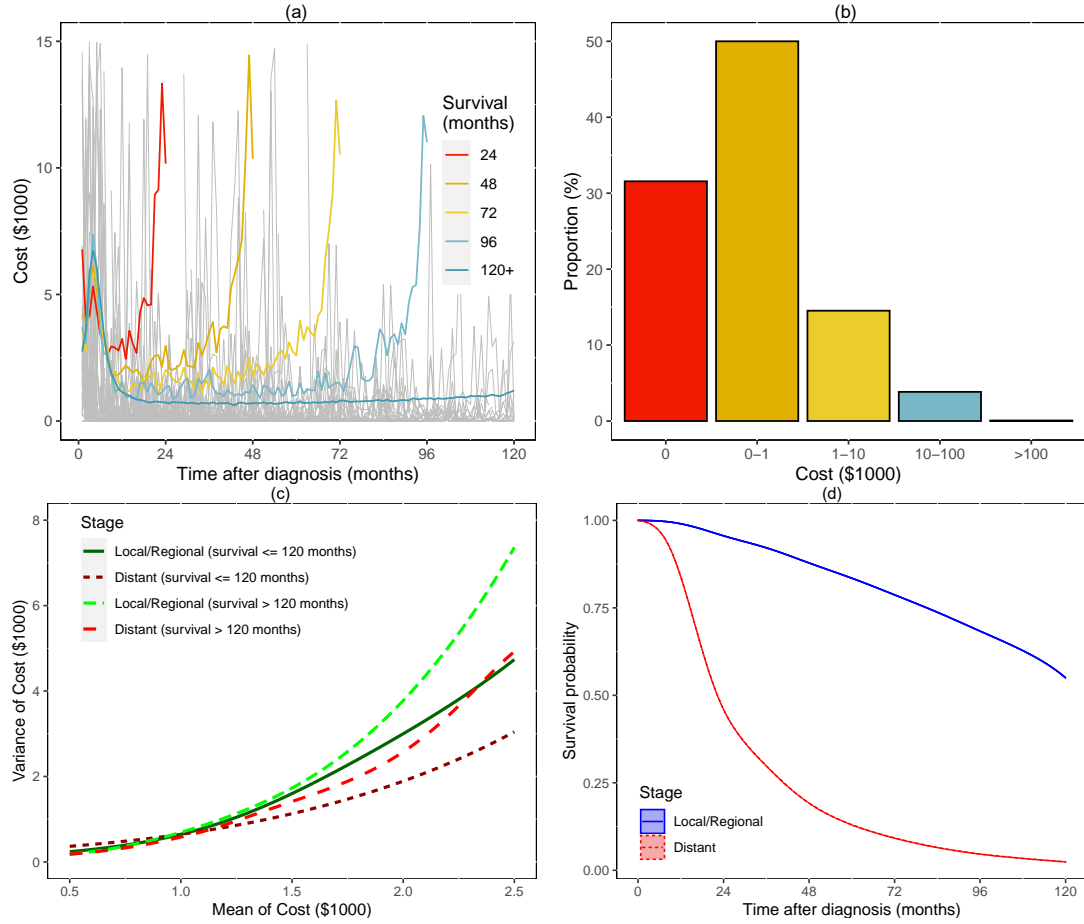 (a)
15
10
5
0
Cost ($1000)
Survival
(months)
24
48
72
96
120+
0 24 48 72 96 120
Time after diagnosis (months)
(b)
50
40
30
20
10
0
Proportion (%)
0 0−1 1−10 10−100 >100
Cost ($1000)
(c)
8
6
4
2
0
Variance of Cost ($1000)
Stage
Local/Regional (survival <= 120 months)
Distant (survival <= 120 months)
Local/Regional (survival > 120 months)
Distant (survival > 120 months)
0.5 1.0 1.5 2.0 2.5
Mean of Cost ($1000)
(d)
1.00
0.75
0.50
0.25
0.00
Survival probability
Stage
Local/Regional
Distant
0 24 48 72 96 120
Time after diagnosis (months)